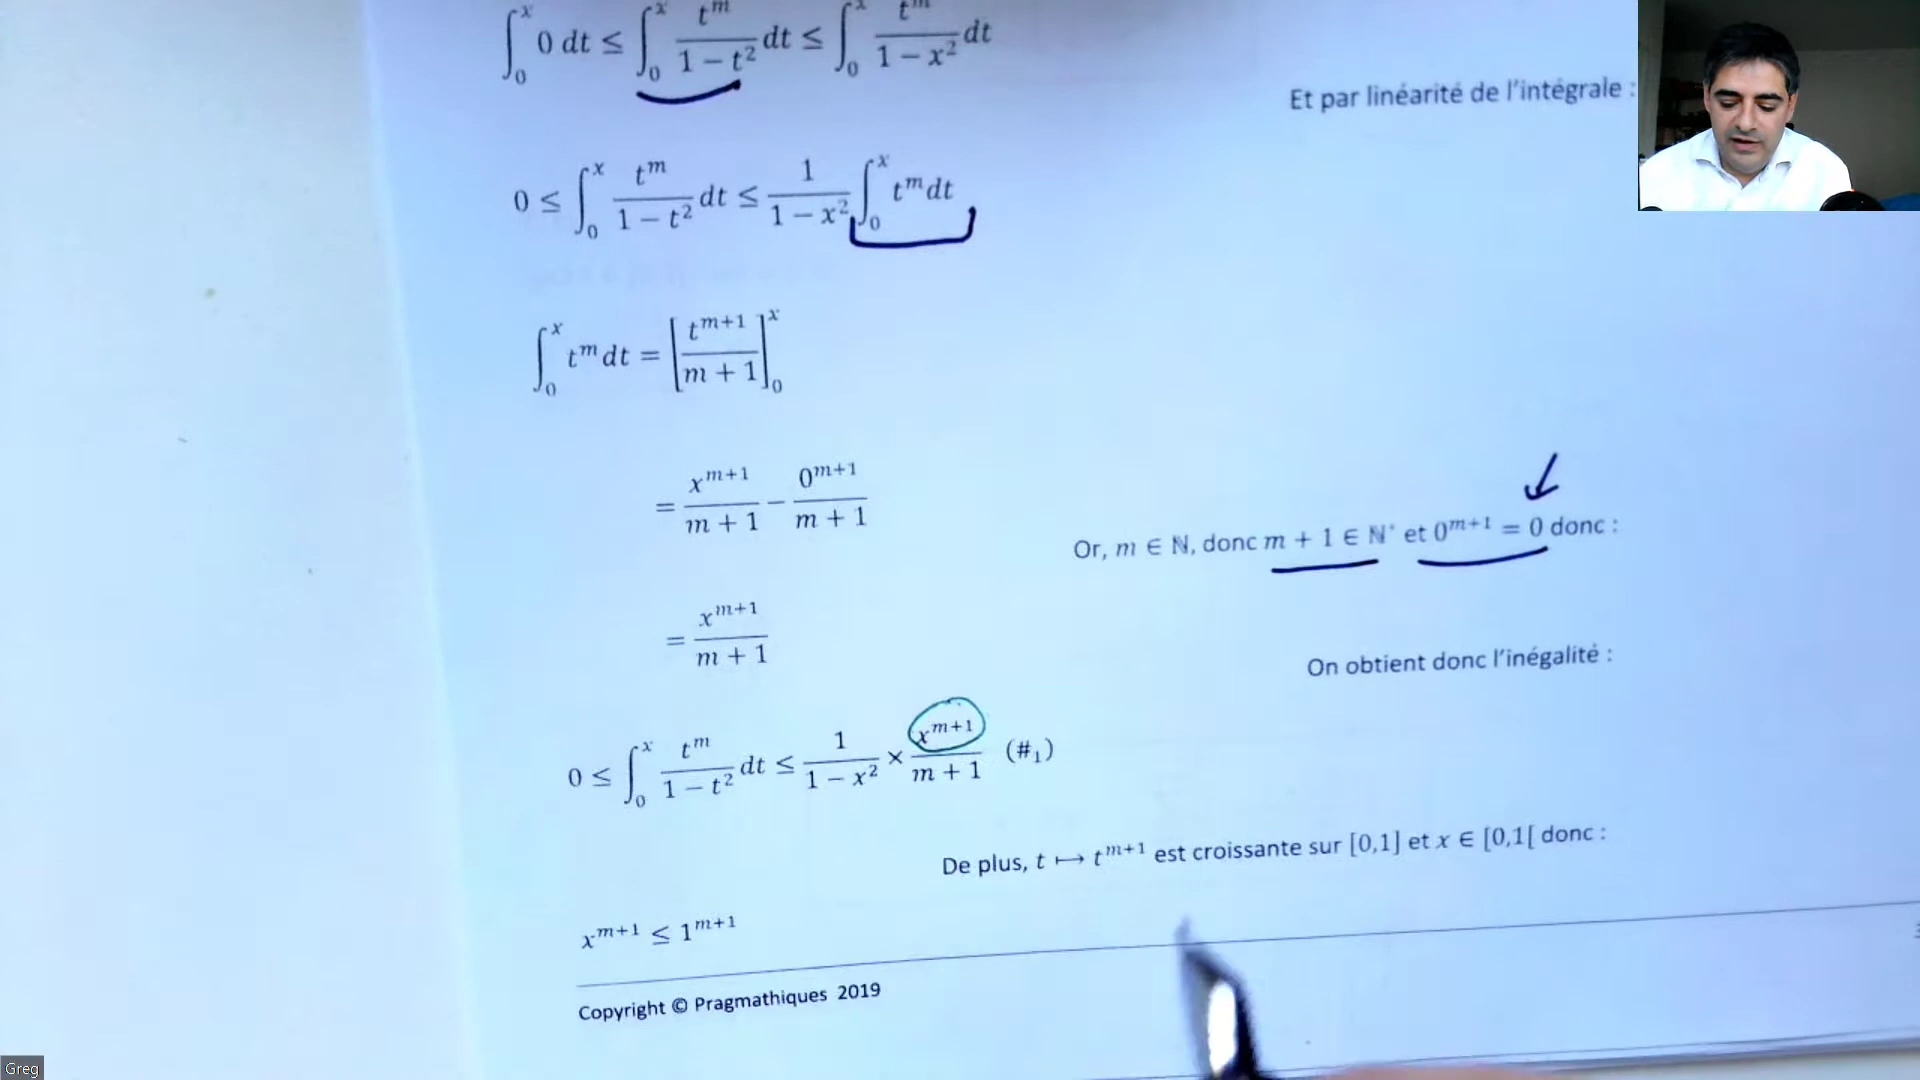 ∫₀ˣ 0 dt ≤ ∫₀ˣ tᵐ/(1 − t²) dt ≤ ∫₀ˣ tᵐ/(1 − x²) dt
Et par linéarité de l'intégrale :
0 ≤ ∫₀ˣ tᵐ/(1 − t²) dt ≤ 1/(1 − x²) ∫₀ˣ tᵐ dt
∫₀ˣ tᵐ dt = [tᵐ⁺¹/(m + 1)]₀ˣ
= xᵐ⁺¹/(m + 1) − 0ᵐ⁺¹/(m + 1)
Or, m ∈ ℕ, donc m + 1 ∈ ℕ* et 0ᵐ⁺¹ = 0 donc :
= xᵐ⁺¹/(m + 1)
On obtient donc l'inégalité :
0 ≤ ∫₀ˣ tᵐ/(1 − t²) dt ≤ 1/(1 − x²) × xᵐ⁺¹/(m + 1) (#₁)
De plus, t ⟼ tᵐ⁺¹ est croissante sur [0,1] et x ∈ [0,1[ donc :
xᵐ⁺¹ ≤ 1ᵐ⁺¹
Copyright © Pragmathiques 2019
Greg